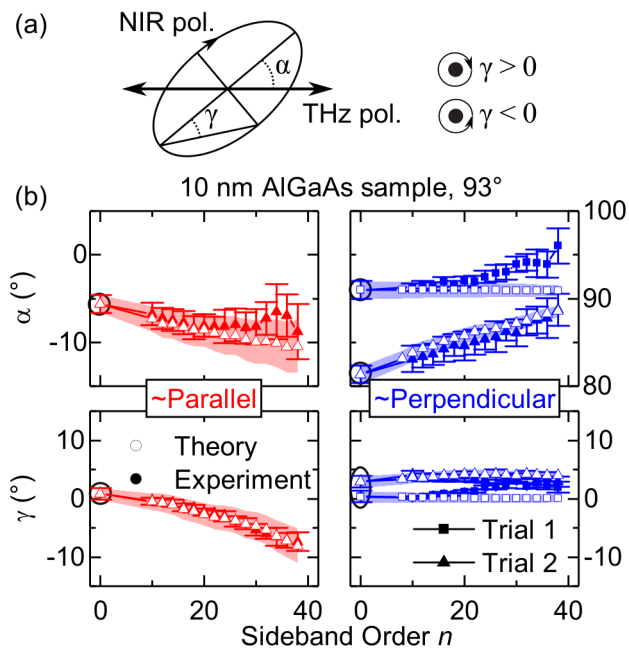 (a)
NIR pol.
α
γ
THz pol.
γ > 0
γ < 0
(b)
10 nm AlGaAs sample, 93°
α (°)
0
-10
100
90
80
~Parallel
~Perpendicular
γ (°)
10
0
-10
Theory
Experiment
10
0
-10
Trial 1
Trial 2
0 20 40
0 20 40
Sideband Order n